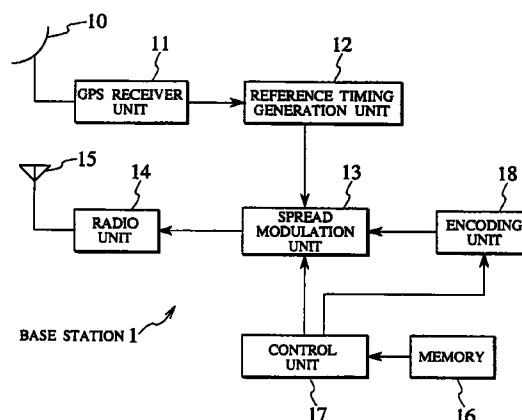 10
11
GPS RECEIVER
UNIT
12
REFERENCE TIMING
GENERATION UNIT
15
14
RADIO
UNIT
13
SPREAD
MODULATION
UNIT
18
ENCODING
UNIT
BASE STATION 1
CONTROL
UNIT
17
MEMORY
16